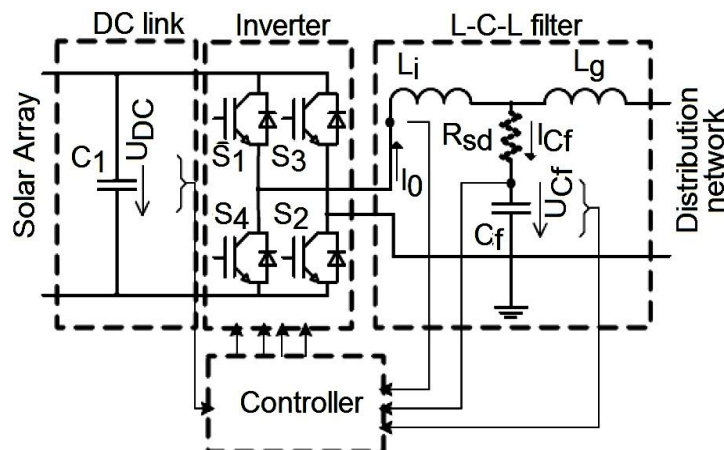 DC link
Inverter
L-C-L filter
Solar Array
C1
UDC
S1
S3
S4
S2
Li
Lg
Rsd
ICf
I0
UCf
Cf
Distribution
network
Controller